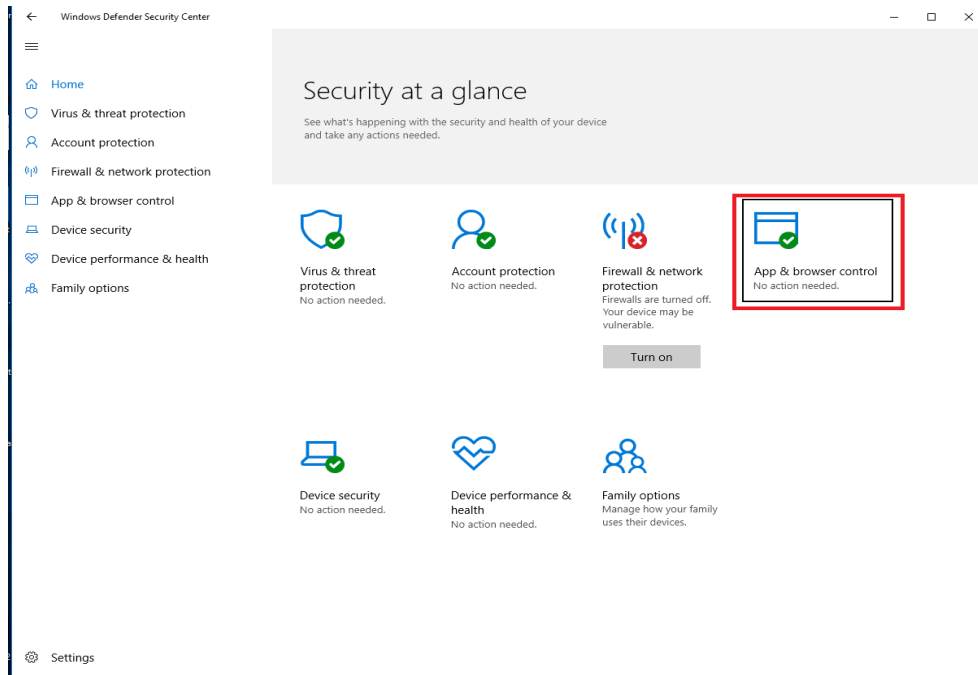 Windows Defender Security Center
Home
Virus & threat protection
Account protection
Firewall & network protection
App & browser control
Device security
Device performance & health
Family options
Settings
Security at a glance
See what's happening with the security and health of your device
and take any actions needed.
Virus & threat
protection
No action needed.
Account protection
No action needed.
Firewall & network
protection
Firewalls are turned off.
Your device may be
vulnerable.
Turn on
App & browser control
No action needed.
Device security
No action needed.
Device performance &
health
No action needed.
Family options
Manage how your family
uses their devices.